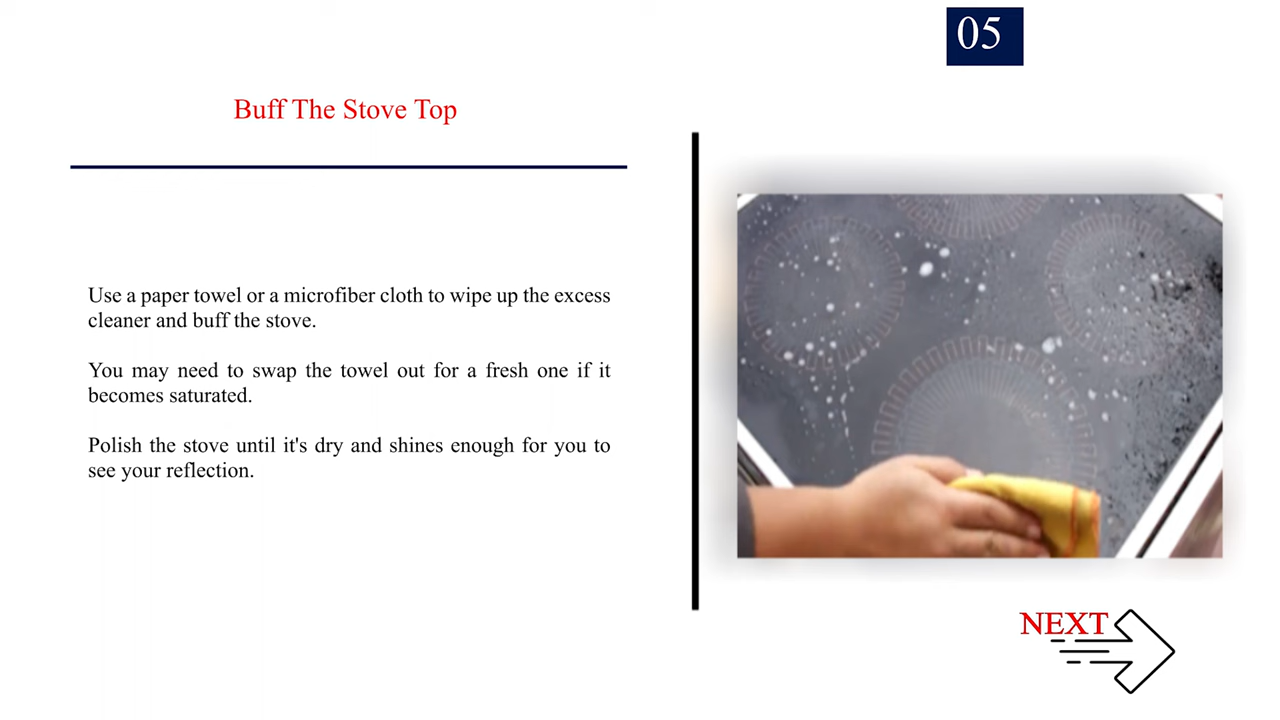 05
Buff The Stove Top
Use a paper towel or a microfiber cloth to wipe up the excess
cleaner and buff the stove.
You may need to swap the towel out for a fresh one if it
becomes saturated.
Polish the stove until it's dry and shines enough for you to
see your reflection.
NEXT